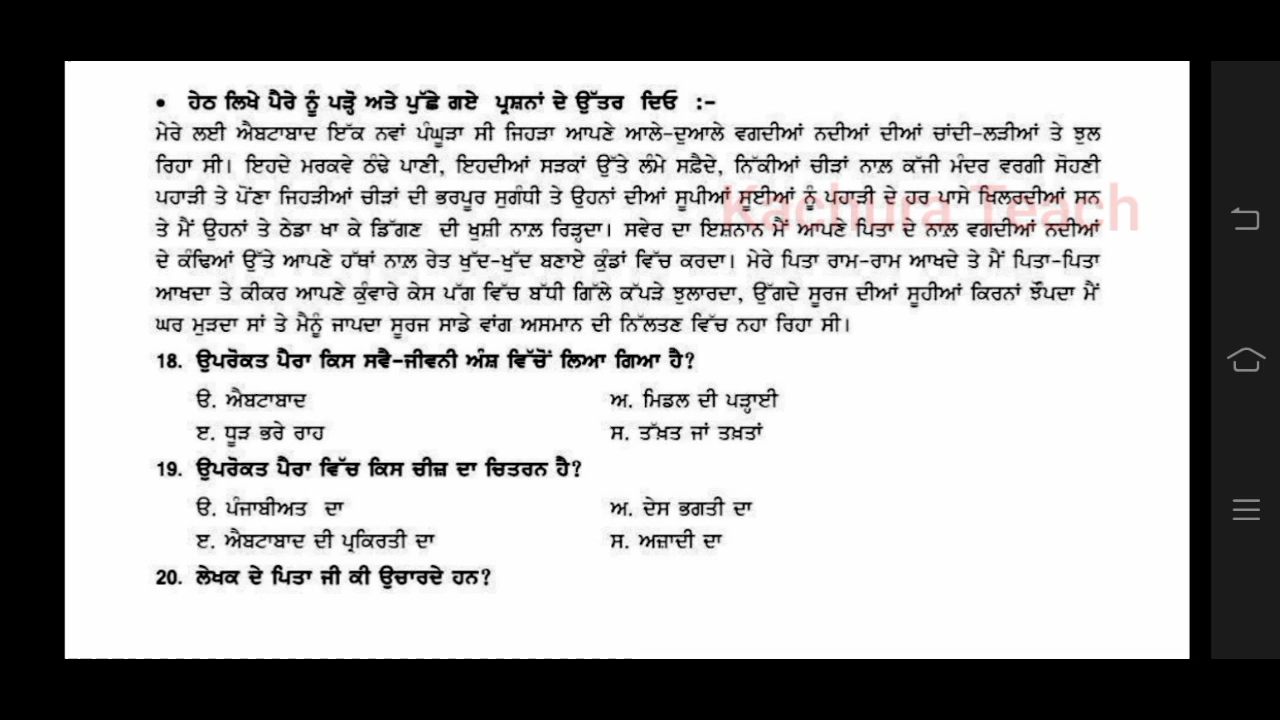 • ਹੇਠ ਲਿਖੇ ਪੈਰੇ ਨੂੰ ਪੜ੍ਹੋ ਅਤੇ ਪੁੱਛੇ ਗਏ ਪ੍ਰਸ਼ਨਾਂ ਦੇ ਉੱਤਰ ਦਿਓ :-
ਮੇਰੇ ਲਈ ਐਬਟਾਬਾਦ ਇੱਕ ਨਵਾਂ ਪੰਘੂੜਾ ਸੀ ਜਿਹੜਾ ਆਪਣੇ ਆਲੇ-ਦੁਆਲੇ ਵਗਦੀਆਂ ਨਦੀਆਂ ਦੀਆਂ ਚਾਂਦੀ-ਲੜੀਆਂ ਤੇ ਝੁਲ
ਰਿਹਾ ਸੀ। ਇਹਦੇ ਮਰਕਵੇ ਠੰਢੇ ਪਾਣੀ, ਇਹਦੀਆਂ ਸੜਕਾਂ ਉੱਤੇ ਲੰਮੇ ਸਫ਼ੈਦੇ, ਨਿੱਕੀਆਂ ਚੀੜਾਂ ਨਾਲ਼ ਕੱਜੀ ਮੰਦਰ ਵਰਗੀ ਸੋਹਣੀ
ਪਹਾੜੀ ਤੇ ਪੌਣਾ ਜਿਹੜੀਆਂ ਚੀੜਾਂ ਦੀ ਭਰਪੂਰ ਸੁਗੰਧੀ ਤੇ ਉਹਨਾਂ ਦੀਆਂ ਸੂਪੀਆਂ ਸੂਈਆਂ ਨੂੰ ਪਹਾੜੀ ਦੇ ਹਰ ਪਾਸੇ ਖਿਲਰਦੀਆਂ ਸਨ
ਤੇ ਮੈਂ ਉਹਨਾਂ ਤੇ ਠੇਡਾ ਖਾ ਕੇ ਡਿੱਗਣ ਦੀ ਖੁਸ਼ੀ ਨਾਲ਼ ਰਿੜ੍ਹਦਾ। ਸਵੇਰ ਦਾ ਇਸ਼ਨਾਨ ਮੈਂ ਆਪਣੇ ਪਿਤਾ ਦੇ ਨਾਲ਼ ਵਗਦੀਆਂ ਨਦੀਆਂ
ਦੇ ਕੰਢਿਆਂ ਉੱਤੇ ਆਪਣੇ ਹੱਥਾਂ ਨਾਲ਼ ਰੇਤ ਖੁੱਦ-ਖੁੱਦ ਬਣਾਏ ਕੁੰਡਾਂ ਵਿੱਚ ਕਰਦਾ। ਮੇਰੇ ਪਿਤਾ ਰਾਮ-ਰਾਮ ਆਖਦੇ ਤੇ ਮੈਂ ਪਿਤਾ-ਪਿਤਾ
ਆਖਦਾ ਤੇ ਕੀਕਰ ਆਪਣੇ ਕੁੰਵਾਰੇ ਕੇਸ ਪੱਗ ਵਿੱਚ ਬੱਧੀ ਗਿੱਲੇ ਕੱਪੜੇ ਝੁਲਾਰਦਾ, ਉੱਗਦੇ ਸੂਰਜ ਦੀਆਂ ਸੂਹੀਆਂ ਕਿਰਨਾਂ ਝੌਂਪਦਾ ਮੈਂ
ਘਰ ਮੁੜਦਾ ਸਾਂ ਤੇ ਮੈਨੂੰ ਜਾਪਦਾ ਸੂਰਜ ਸਾਡੇ ਵਾਂਗ ਅਸਮਾਨ ਦੀ ਨਿੱਲਤਣ ਵਿੱਚ ਨਹਾ ਰਿਹਾ ਸੀ।
Kachura Teach
18. ਉਪਰੋਕਤ ਪੈਰਾ ਕਿਸ ਸਵੈ-ਜੀਵਨੀ ਅੰਸ਼ ਵਿੱਚੋਂ ਲਿਆ ਗਿਆ ਹੈ?
ੳ. ਐਬਟਾਬਾਦ ਅ. ਮਿਡਲ ਦੀ ਪੜ੍ਹਾਈ
ੲ. ਧੂੜ ਭਰੇ ਰਾਹ ਸ. ਤੱਖ਼ਤ ਜਾਂ ਤਖ਼ਤਾਂ
19. ਉਪਰੋਕਤ ਪੈਰਾ ਵਿੱਚ ਕਿਸ ਚੀਜ਼ ਦਾ ਚਿਤਰਨ ਹੈ?
ੳ. ਪੰਜਾਬੀਅਤ ਦਾ ਅ. ਦੇਸ ਭਗਤੀ ਦਾ
ੲ. ਐਬਟਾਬਾਦ ਦੀ ਪ੍ਰਕਿਰਤੀ ਦਾ ਸ. ਅਜ਼ਾਦੀ ਦਾ
20. ਲੇਖਕ ਦੇ ਪਿਤਾ ਜੀ ਕੀ ਉਚਾਰਦੇ ਹਨ?